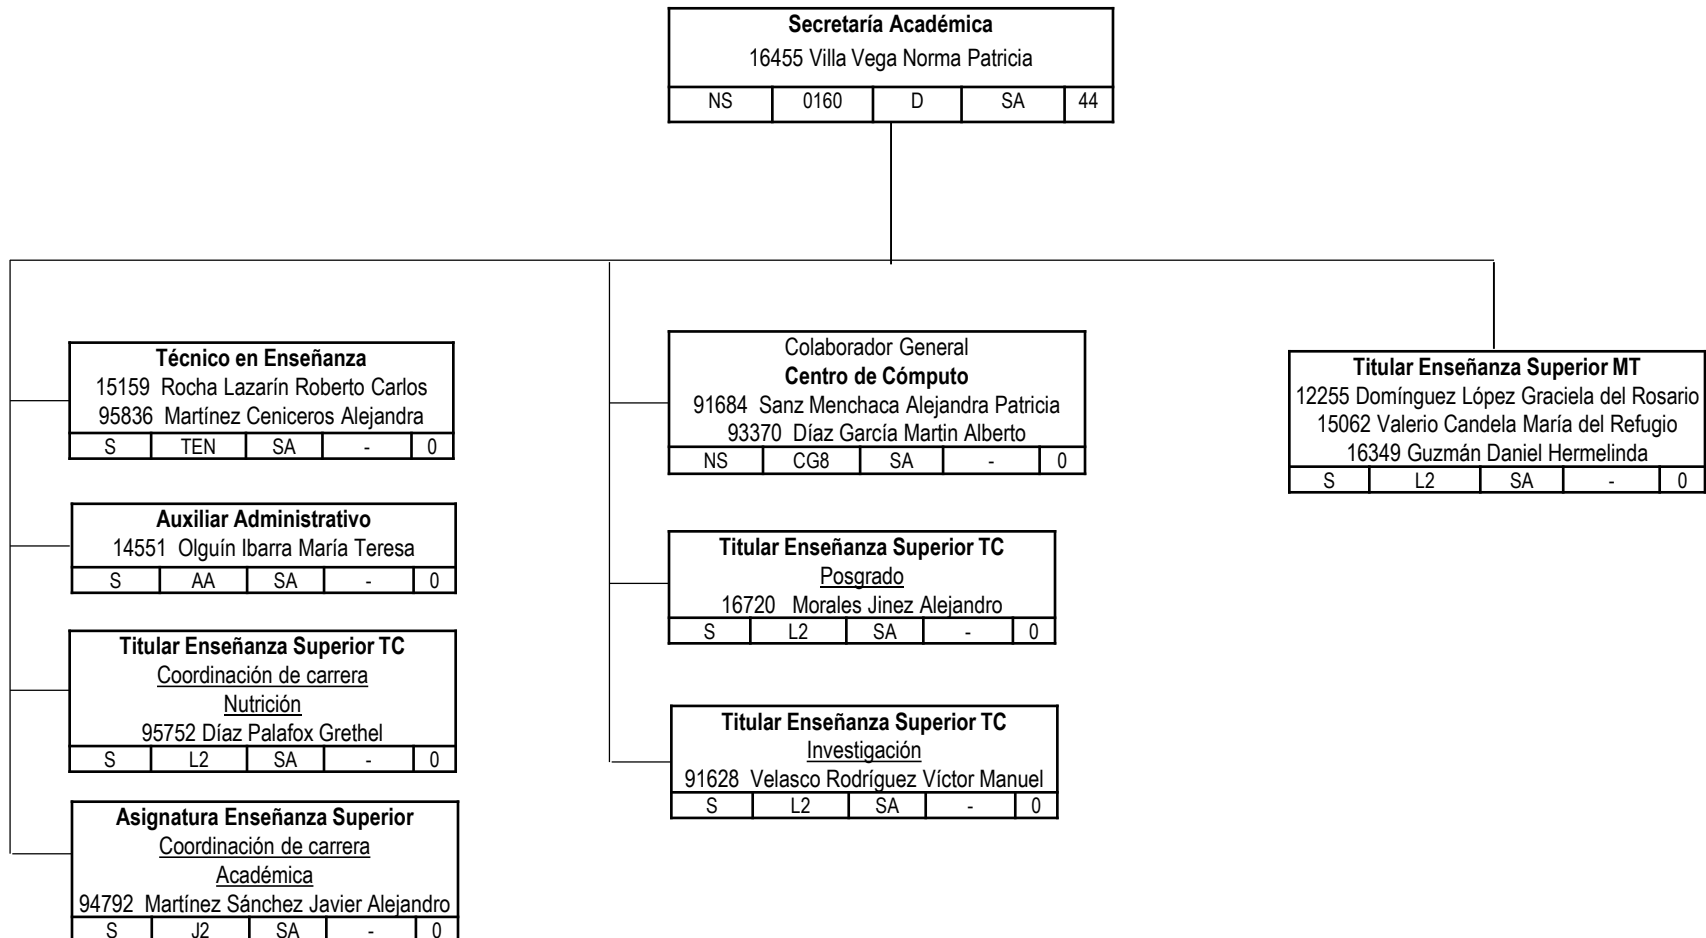 Secretaría Académica
16455 Villa Vega Norma Patricia
NS 0160 D SA 44
Técnico en Enseñanza
15159 Rocha Lazarín Roberto Carlos
95836 Martínez Ceniceros Alejandra
S TEN SA - 0
Auxiliar Administrativo
14551 Olguín Ibarra María Teresa
S AA SA - 0
Titular Enseñanza Superior TC
Coordinación de carrera
Nutrición
95752 Díaz Palafox Grethel
S L2 SA - 0
Asignatura Enseñanza Superior
Coordinación de carrera
Académica
94792 Martínez Sánchez Javier Alejandro
S J2 SA - 0
Colaborador General
Centro de Cómputo
91684 Sanz Menchaca Alejandra Patricia
93370 Díaz García Martin Alberto
NS CG8 SA - 0
Titular Enseñanza Superior TC
Posgrado
16720 Morales Jinez Alejandro
S L2 SA - 0
Titular Enseñanza Superior TC
Investigación
91628 Velasco Rodríguez Víctor Manuel
S L2 SA - 0
Titular Enseñanza Superior MT
12255 Domínguez López Graciela del Rosario
15062 Valerio Candela María del Refugio
16349 Guzmán Daniel Hermelinda
S L2 SA - 0